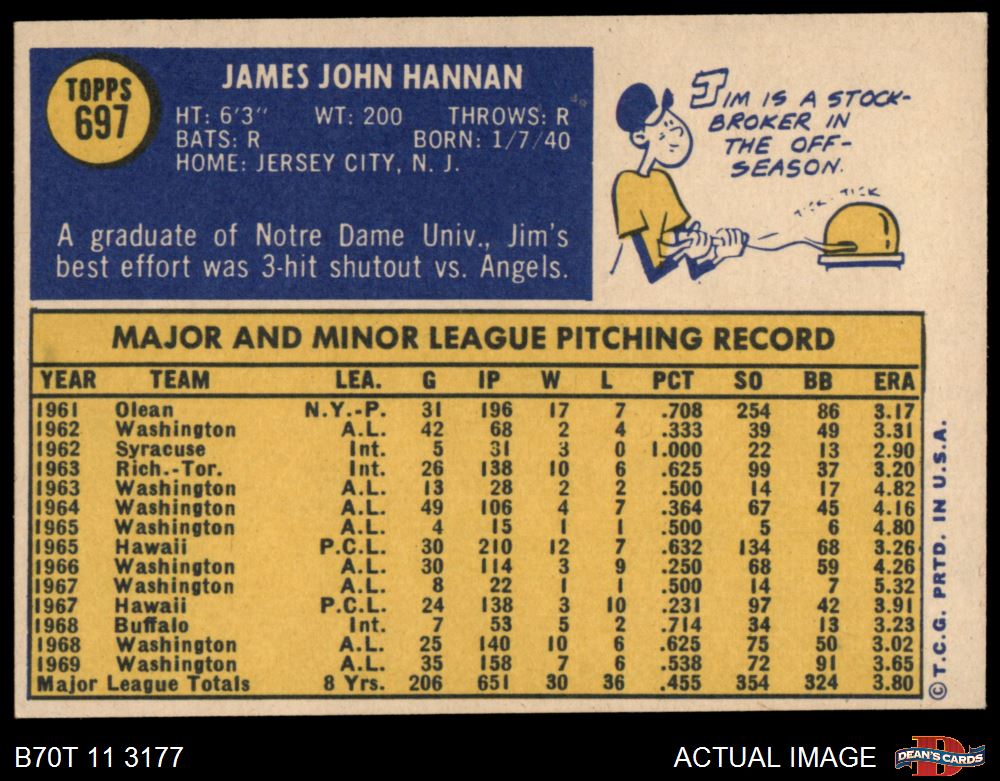 TOPPS
697
JAMES JOHN HANNAN
HT: 6'3" WT: 200 THROWS: R
BATS: R BORN: 1/7/40
HOME: JERSEY CITY, N. J.
A graduate of Notre Dame Univ., Jim's
best effort was 3-hit shutout vs. Angels.
JIM IS A STOCK-
BROKER IN
THE OFF-
SEASON.
TICK TICK
MAJOR AND MINOR LEAGUE PITCHING RECORD
YEAR TEAM LEA. G IP W L PCT SO BB ERA
1961 Olean N.Y.-P. 31 196 17 7 .708 254 86 3.17
1962 Washington A.L. 42 68 2 4 .333 39 49 3.31
1962 Syracuse Int. 5 31 3 0 1.000 22 13 2.90
1963 Rich.-Tor. Int. 26 138 10 6 .625 99 37 3.20
1963 Washington A.L. 13 28 2 2 .500 14 17 4.82
1964 Washington A.L. 49 106 4 7 .364 67 45 4.16
1965 Washington A.L. 4 15 1 1 .500 5 6 4.80
1965 Hawaii P.C.L. 30 210 12 7 .632 134 68 3.26
1966 Washington A.L. 30 114 3 9 .250 68 59 4.26
1967 Washington A.L. 8 22 1 1 .500 14 7 5.32
1967 Hawaii P.C.L. 24 138 3 10 .231 97 42 3.91
1968 Buffalo Int. 7 53 5 2 .714 34 13 3.23
1968 Washington A.L. 25 140 10 6 .625 75 50 3.02
1969 Washington A.L. 35 158 7 6 .538 72 91 3.65
Major League Totals 8 Yrs. 206 651 30 36 .455 354 324 3.80
© T.C.G. PRTD. IN U.S.A.
B70T 11 3177
ACTUAL IMAGE
DEAN'S CARDS